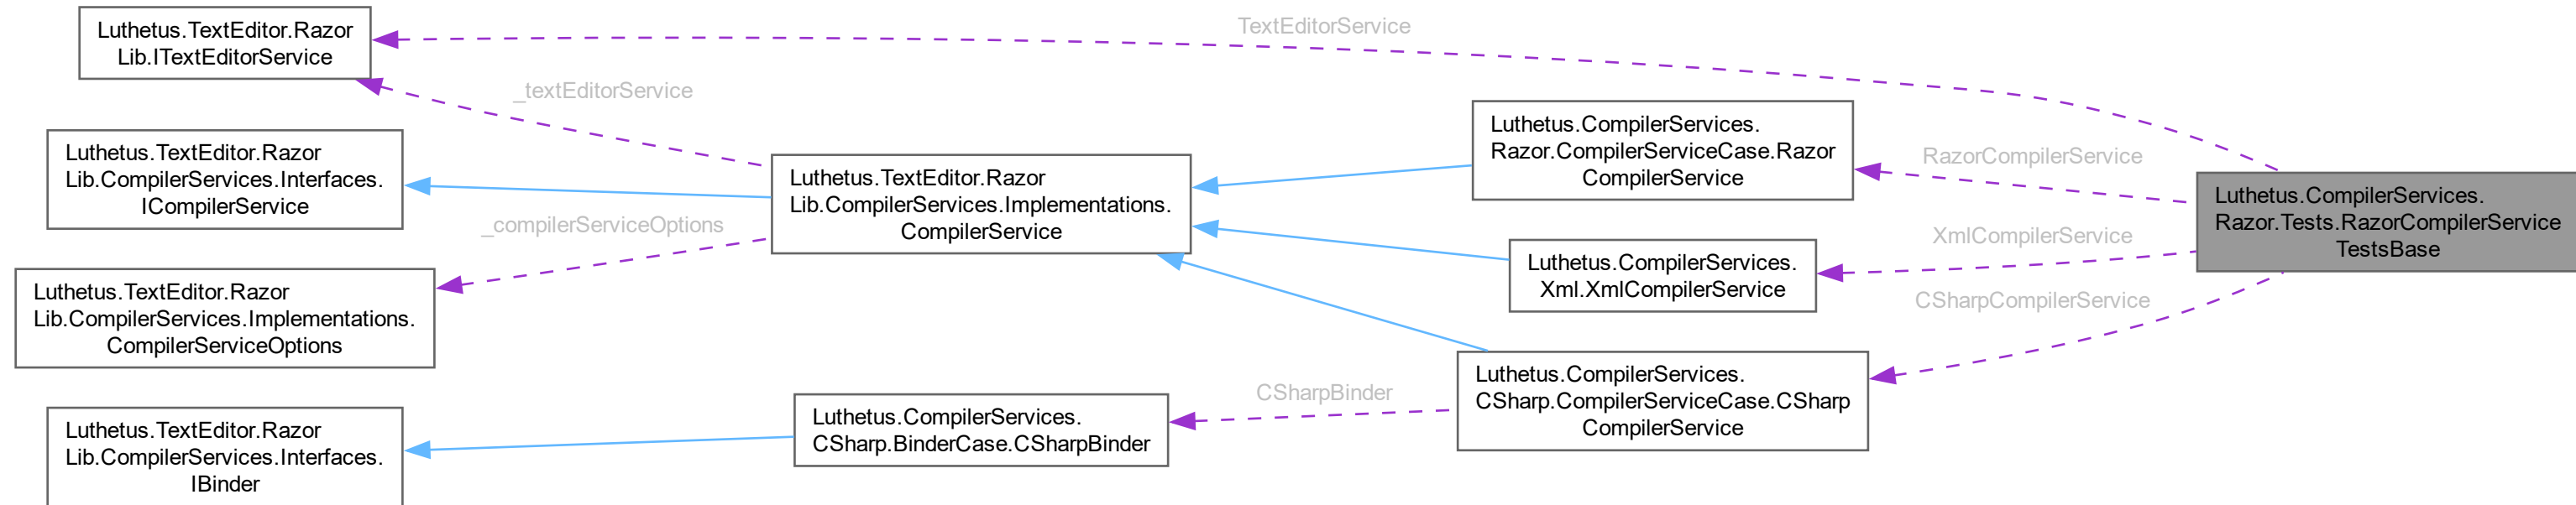 Luthetus.TextEditor.Razor
Lib.ITextEditorService
TextEditorService
_textEditorService
Luthetus.TextEditor.Razor
Lib.CompilerServices.Interfaces.
ICompilerService
_compilerServiceOptions
Luthetus.TextEditor.Razor
Lib.CompilerServices.Implementations.
CompilerServiceOptions
Luthetus.TextEditor.Razor
Lib.CompilerServices.Interfaces.
IBinder
Luthetus.TextEditor.Razor
Lib.CompilerServices.Implementations.
CompilerService
Luthetus.CompilerServices.
CSharp.BinderCase.CSharpBinder
CSharpBinder
Luthetus.CompilerServices.
Razor.CompilerServiceCase.Razor
CompilerService
Luthetus.CompilerServices.
Xml.XmlCompilerService
Luthetus.CompilerServices.
CSharp.CompilerServiceCase.CSharp
CompilerService
RazorCompilerService
XmlCompilerService
CSharpCompilerService
Luthetus.CompilerServices.
Razor.Tests.RazorCompilerService
TestsBase